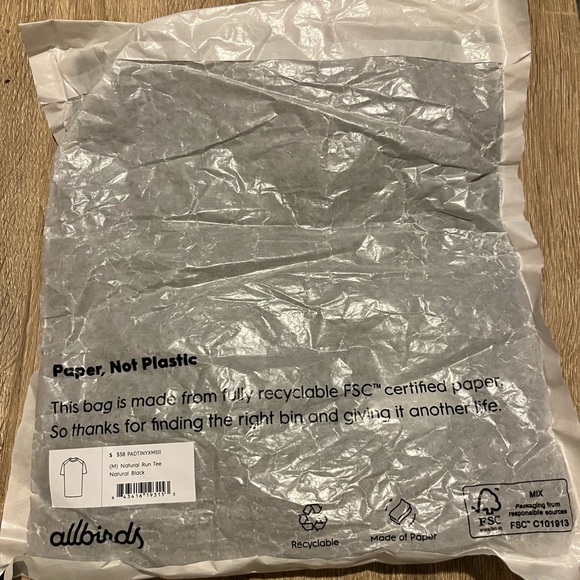 Paper, Not Plastic
This bag is made from fully recyclable FSC™ certified paper.
So thanks for finding the right bin and giving it another life.
S $58 PADTINYXM101
(M) Natural Run Tee
Natural Black
allbirds
Recyclable
Made of Paper
FSC
MIX
Packaging from
responsible sources
FSC™ C101913